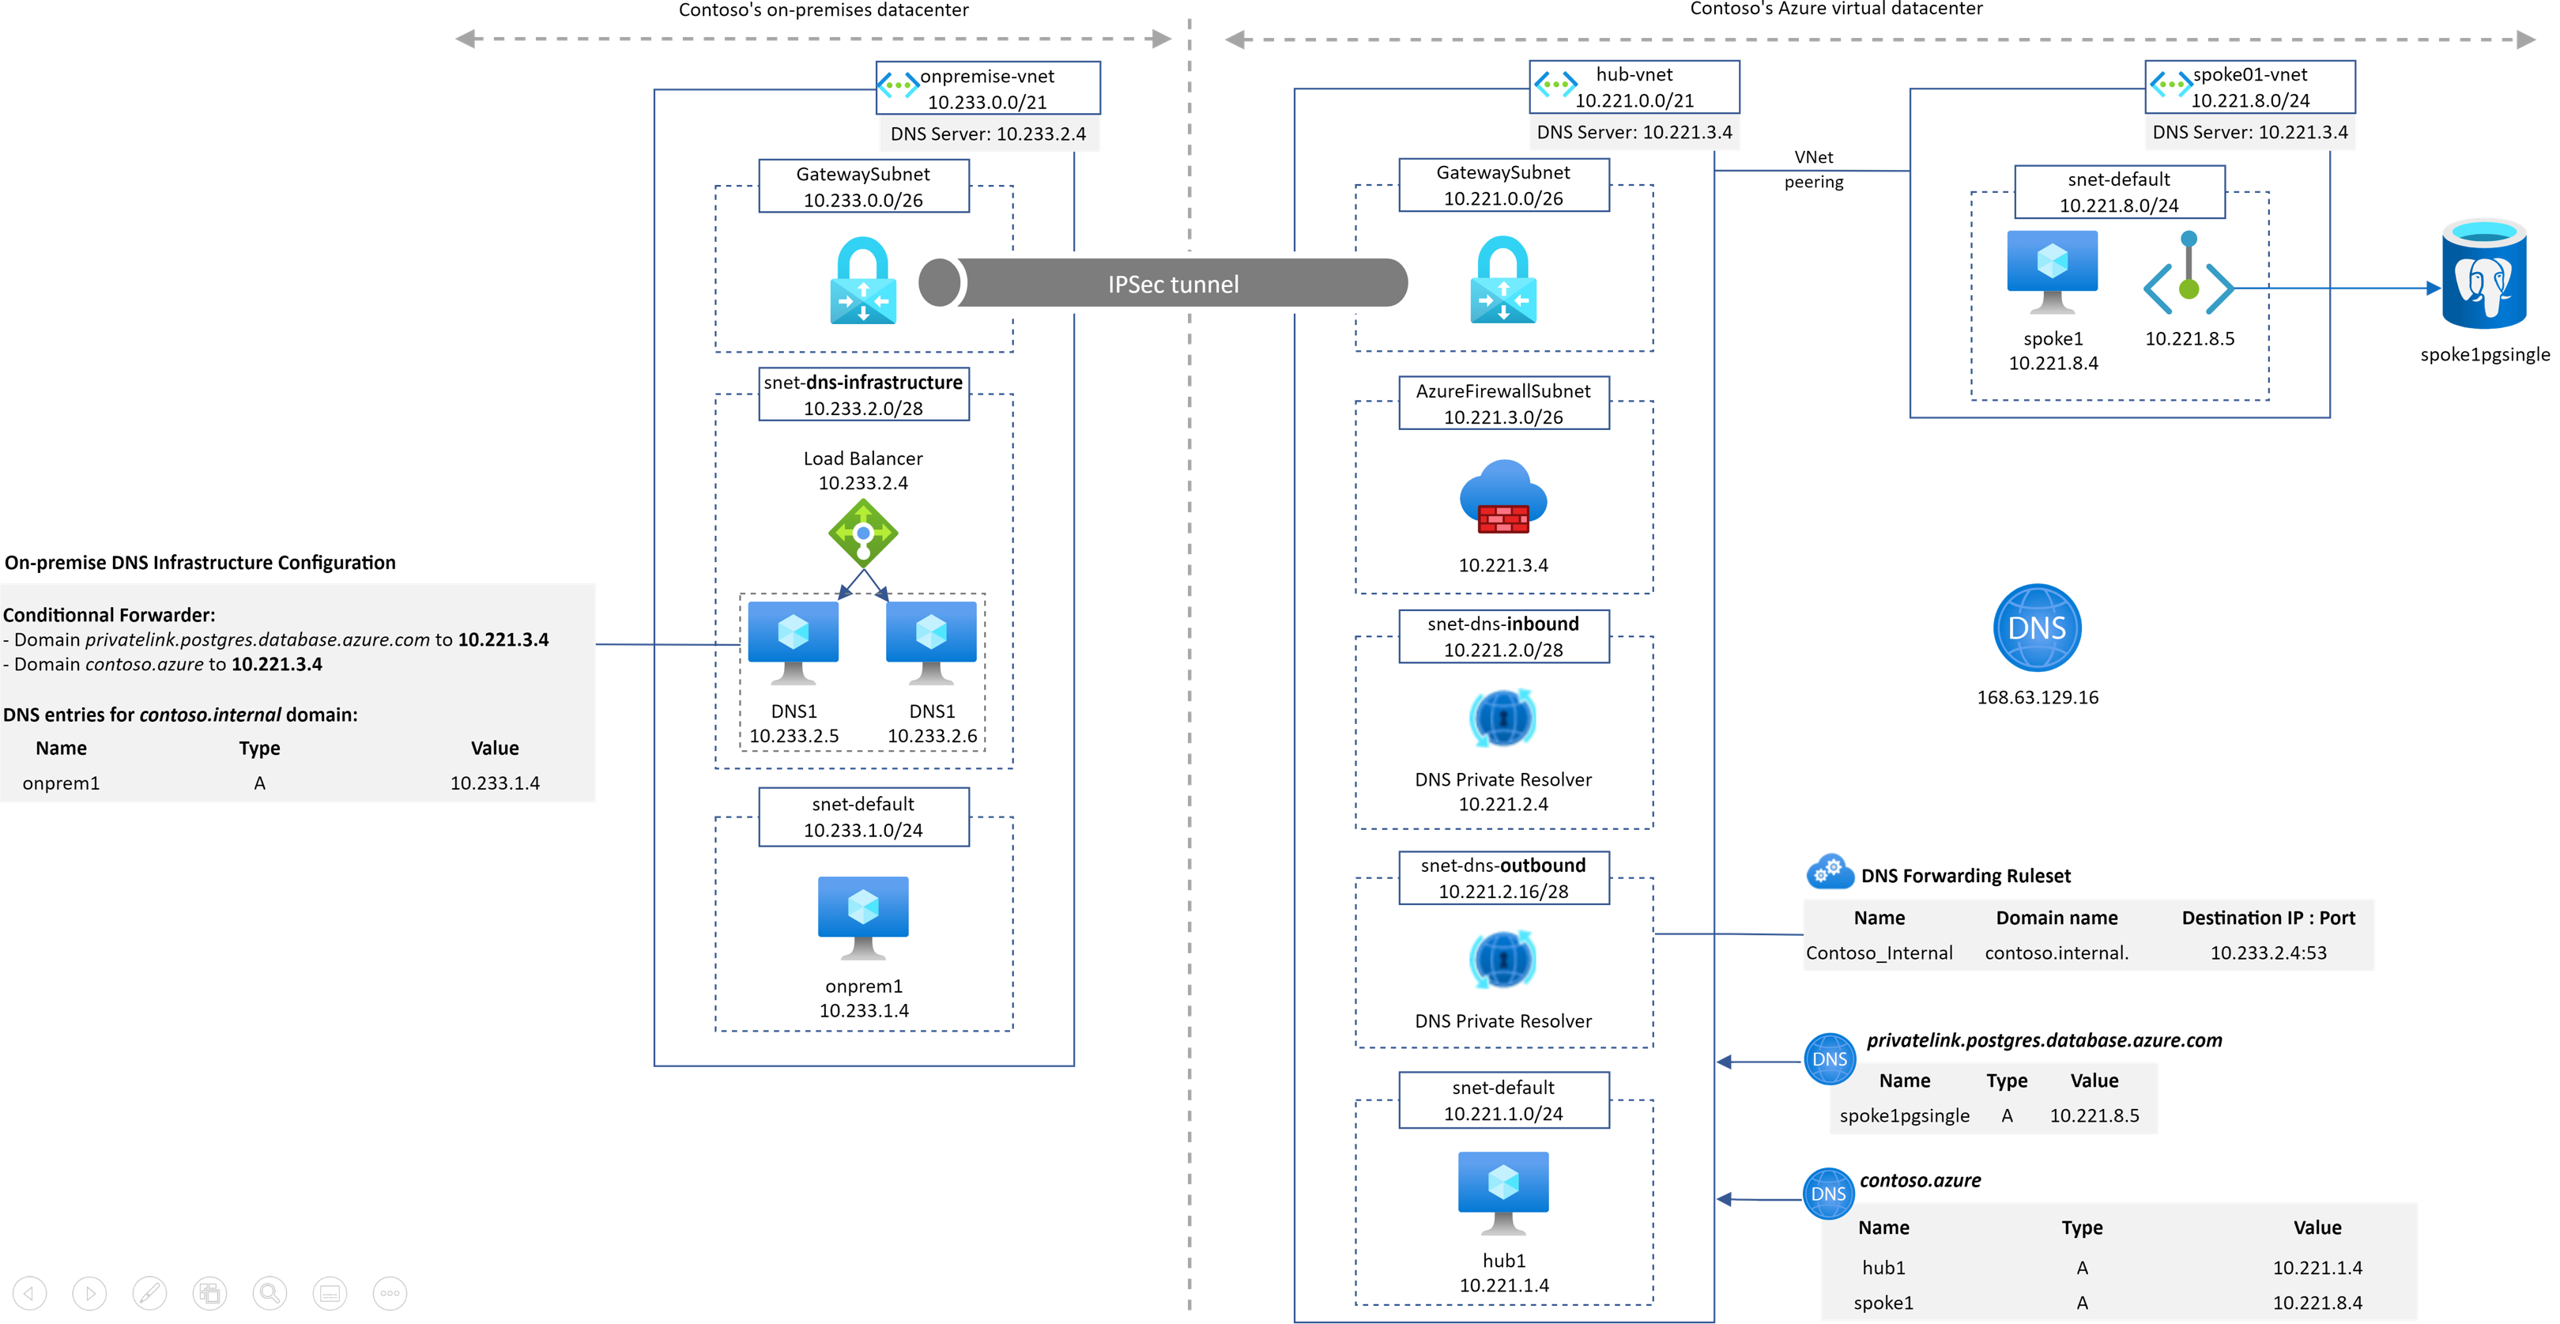 Contoso's on-premises datacenter
Contoso's Azure virtual datacenter
onpremise-vnet
10.233.0.0/21
DNS Server: 10.233.2.4
GatewaySubnet
10.233.0.0/26
IPSec tunnel
snet-dns-infrastructure
10.233.2.0/28
Load Balancer
10.233.2.4
DNS1
10.233.2.5
DNS1
10.233.2.6
snet-default
10.233.1.0/24
onprem1
10.233.1.4
On-premise DNS Infrastructure Configuration
Conditionnal Forwarder:
- Domain privatelink.postgres.database.azure.com to 10.221.3.4
- Domain contoso.azure to 10.221.3.4
DNS entries for contoso.internal domain:
Name Type Value
onprem1 A 10.233.1.4
hub-vnet
10.221.0.0/21
DNS Server: 10.221.3.4
GatewaySubnet
10.221.0.0/26
AzureFirewallSubnet
10.221.3.0/26
10.221.3.4
snet-dns-inbound
10.221.2.0/28
DNS Private Resolver
10.221.2.4
snet-dns-outbound
10.221.2.16/28
DNS Private Resolver
snet-default
10.221.1.0/24
hub1
10.221.1.4
VNet
peering
spoke01-vnet
10.221.8.0/24
DNS Server: 10.221.3.4
snet-default
10.221.8.0/24
spoke1
10.221.8.4
10.221.8.5
spoke1pgsingle
DNS
168.63.129.16
DNS Forwarding Ruleset
Name Domain name Destination IP : Port
Contoso_Internal contoso.internal. 10.233.2.4:53
DNS
privatelink.postgres.database.azure.com
Name Type Value
spoke1pgsingle A 10.221.8.5
DNS
contoso.azure
Name Type Value
hub1 A 10.221.1.4
spoke1 A 10.221.8.4